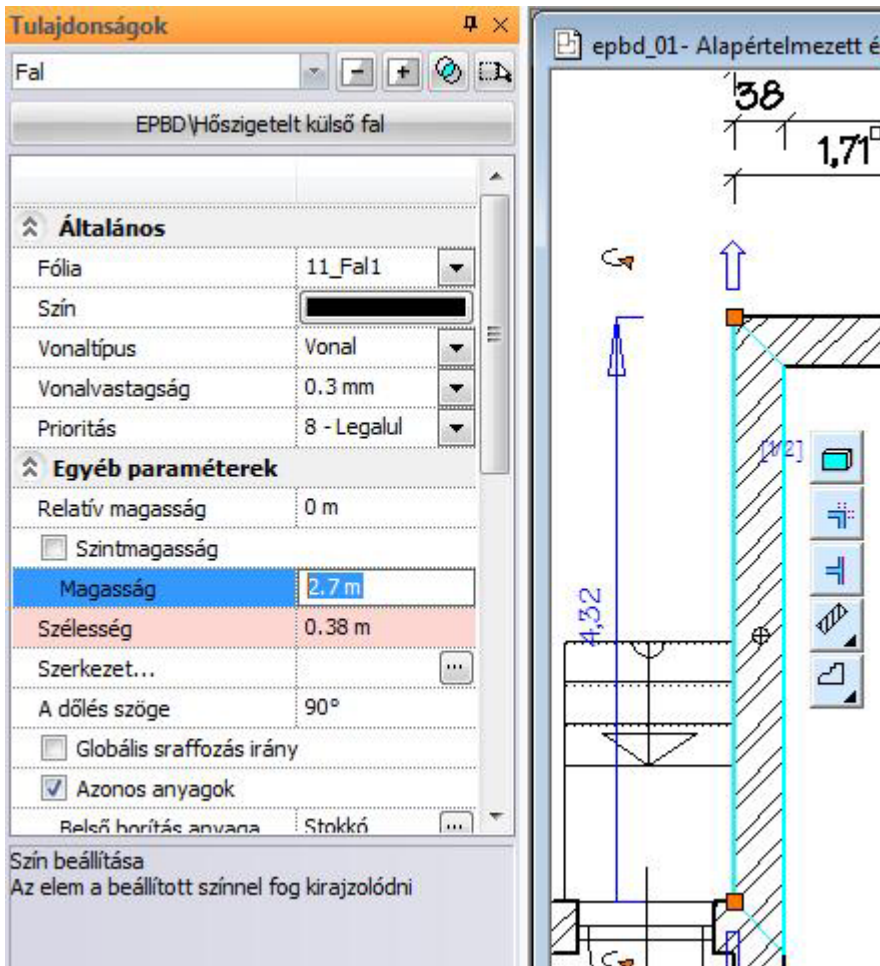 Tulajdonságok
Fal
EPBD\Hőszigetelt külső fal
Általános
Fólia 11_Fal1
Szín
Vonaltípus Vonal
Vonalvastagság 0.3 mm
Prioritás 8 - Legalul
Egyéb paraméterek
Relatív magasság 0 m
Szintmagasság
Magasság 2.7 m
Szélesség 0.38 m
Szerkezet...
A dőlés szöge 90°
Globális sraffozás irány
Azonos anyagok
Belső borítás anyaga Stokkó
Szín beállítása
Az elem a beállított színnel fog kirajzolódni
epbd_01- Alapértelmezett é
38
1,71
[1/2]
4,32